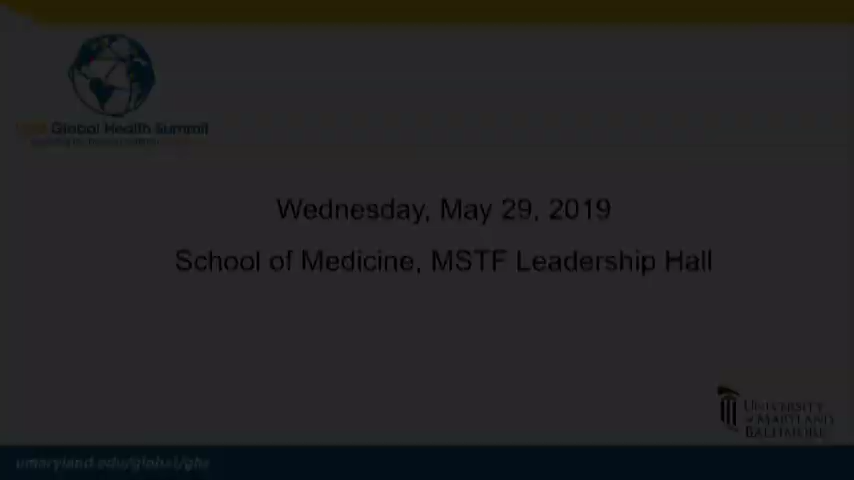 Global Health Summit
Wednesday, May 29, 2019
School of Medicine, MSTF Leadership Hall
UNIVERSITY
of MARYLAND
BALTIMORE
umaryland.edu/global/ghs